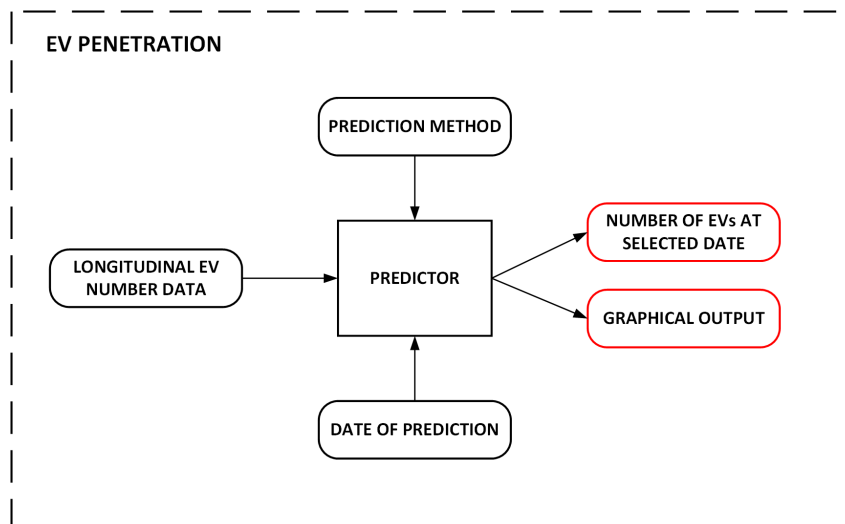 EV PENETRATION
PREDICTION METHOD
NUMBER OF EVs AT
SELECTED DATE
LONGITUDINAL EV
NUMBER DATA
PREDICTOR
GRAPHICAL OUTPUT
DATE OF PREDICTION